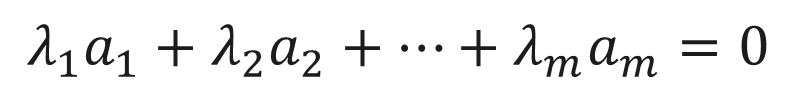 λ₁a₁ + λ₂a₂ + ⋯ + λₘaₘ = 0